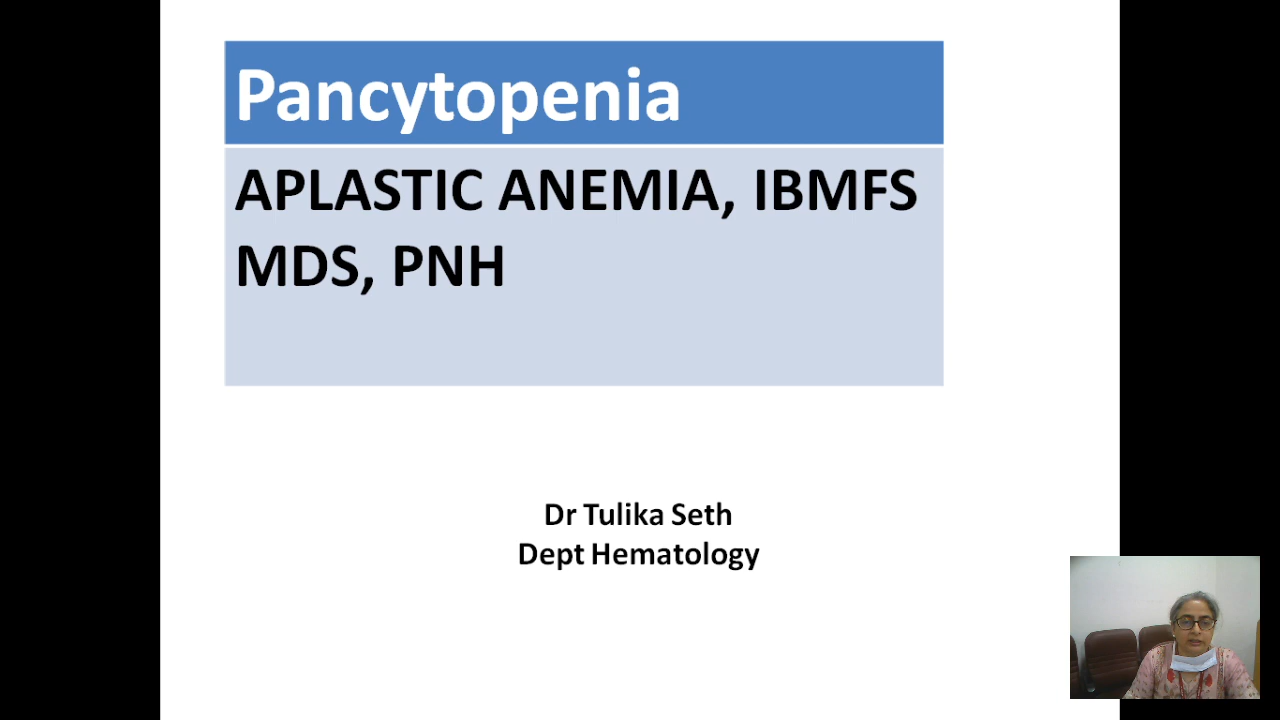 Pancytopenia
APLASTIC ANEMIA, IBMFS
MDS, PNH
Dr Tulika Seth
Dept Hematology